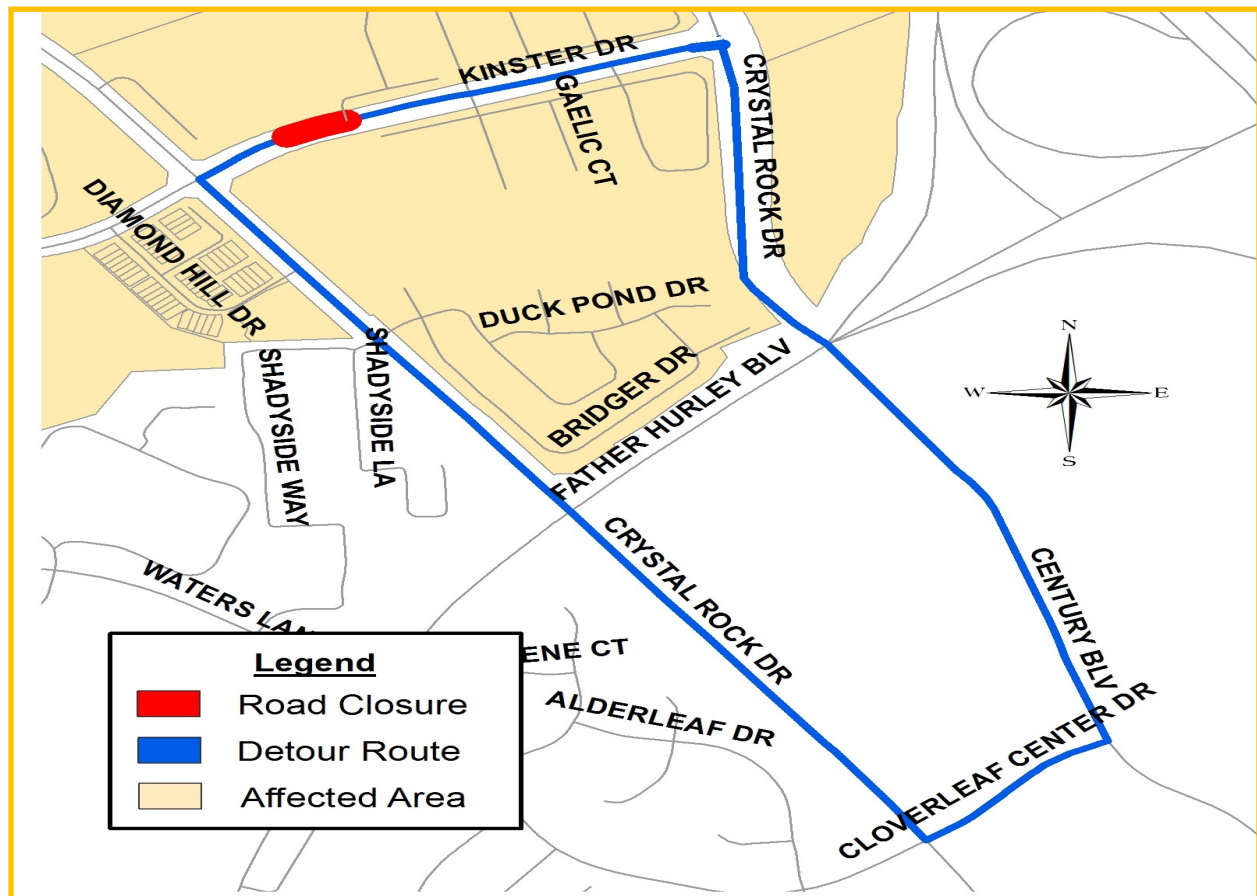 KINSTER DR
GAELIC CT
CRYSTAL ROCK DR
DIAMOND HILL DR
DUCK POND DR
BRIDGER DR
FATHER HURLEY BLV
SHADYSIDE LA
SHADYSIDE WAY
N
W E
S
CRYSTAL ROCK DR
CENTURY BLV
WATERS LAN
ENE CT
ALDERLEAF DR
CLOVERLEAF CENTER DR
Legend
Road Closure
Detour Route
Affected Area